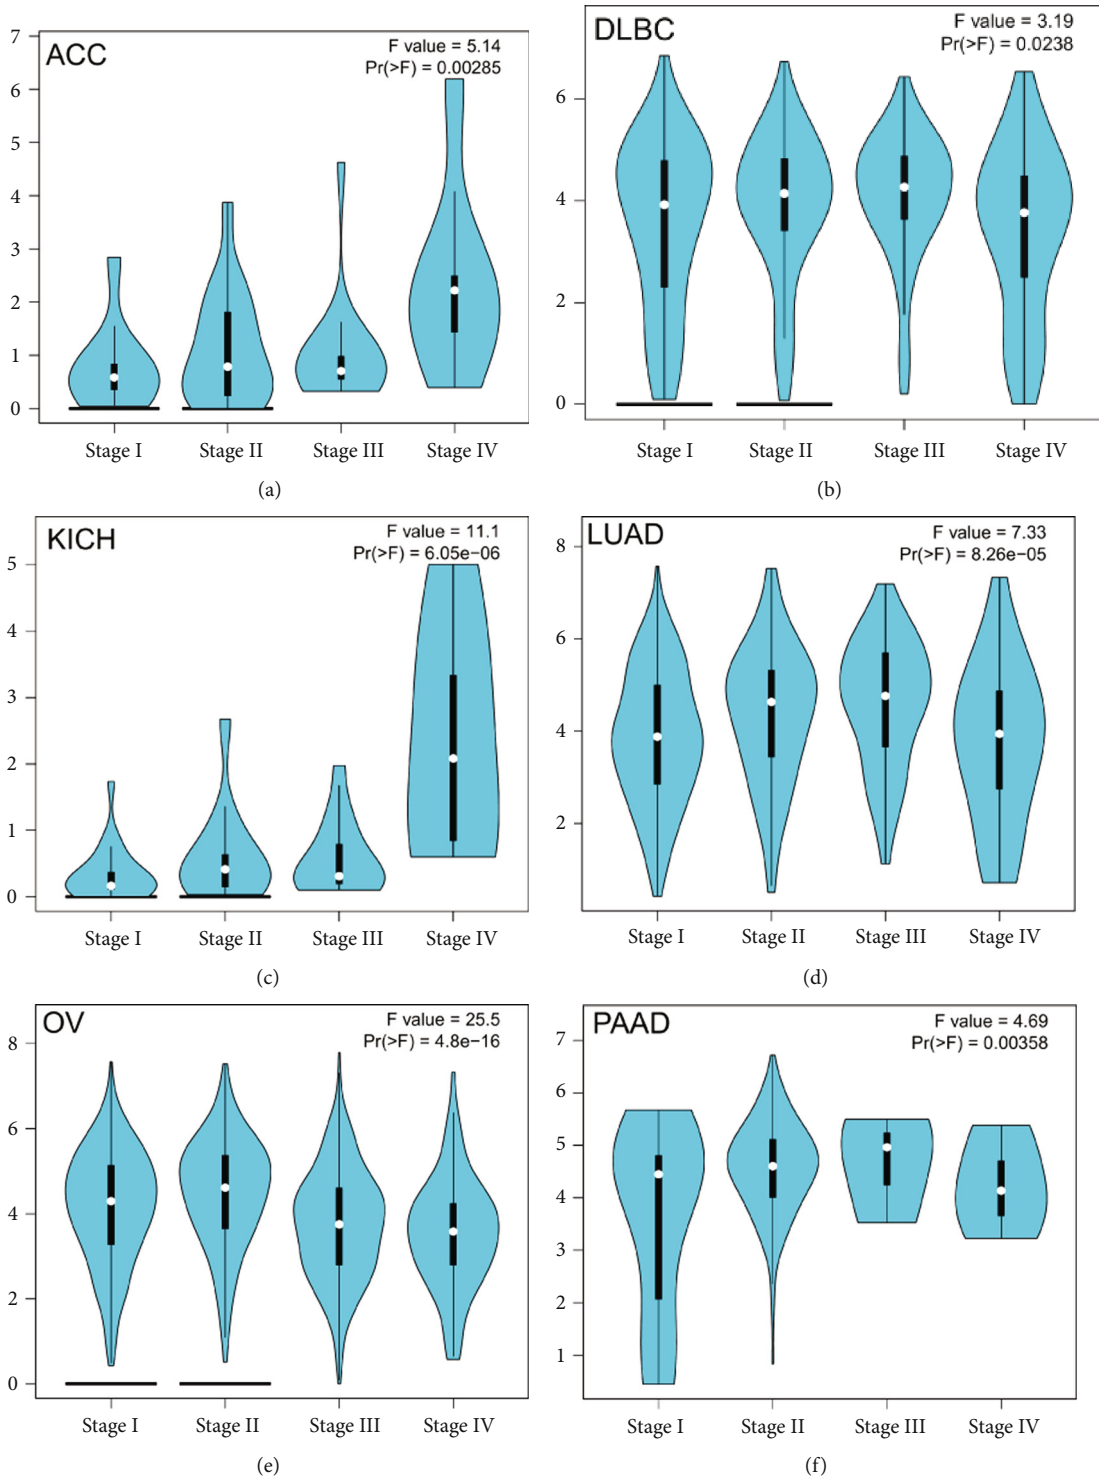 ACC
F value = 5.14
Pr(>F) = 0.00285
7
6
5
4
3
2
1
0
Stage I Stage II Stage III Stage IV
(a)
DLBC
F value = 3.19
Pr(>F) = 0.0238
6
4
2
0
Stage I Stage II Stage III Stage IV
(b)
KICH
F value = 11.1
Pr(>F) = 6.05e−06
5
4
3
2
1
0
Stage I Stage II Stage III Stage IV
(c)
LUAD
F value = 7.33
Pr(>F) = 8.26e−05
8
6
4
2
Stage I Stage II Stage III Stage IV
(d)
OV
F value = 25.5
Pr(>F) = 4.8e−16
8
6
4
2
0
Stage I Stage II Stage III Stage IV
(e)
PAAD
F value = 4.69
Pr(>F) = 0.00358
7
6
5
4
3
2
1
Stage I Stage II Stage III Stage IV
(f)